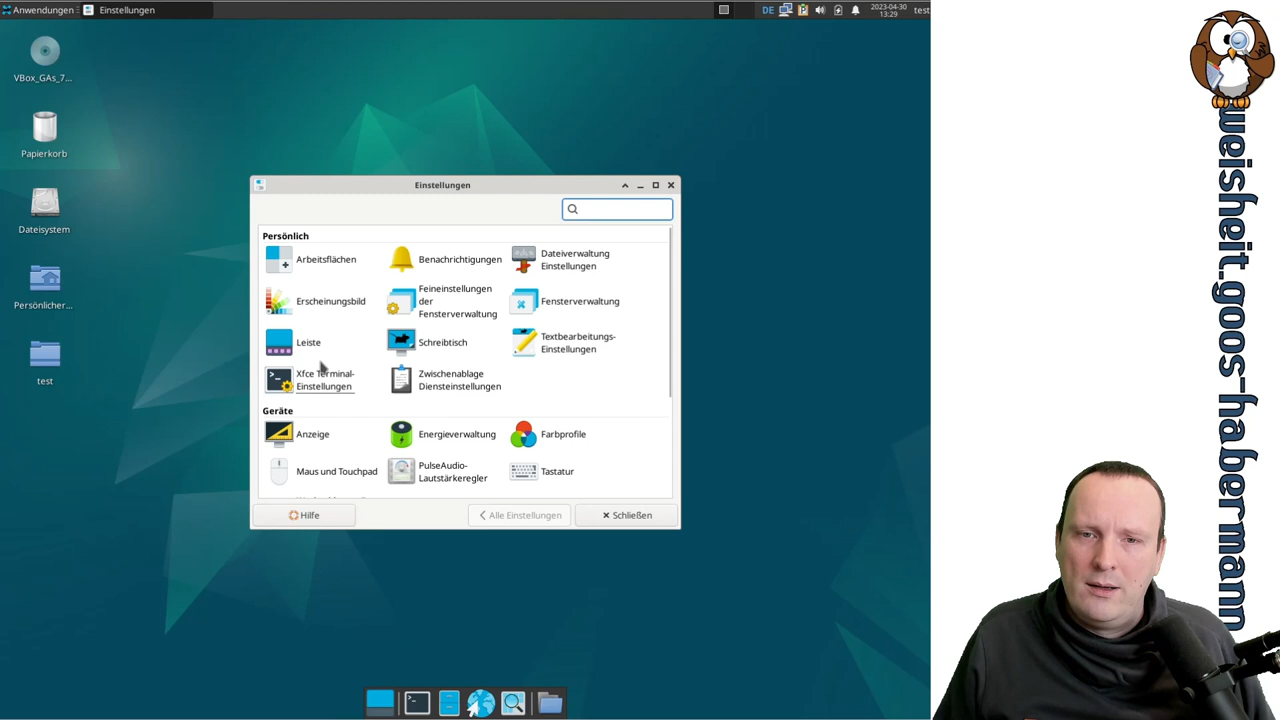 Anwendungen
Einstellungen
DE
2023-04-30
13:29
test
VBox_GAs_7...
Papierkorb
Dateisystem
Persönlicher...
test
Einstellungen
Persönlich
Arbeitsflächen
Benachrichtigungen
Dateiverwaltung
Einstellungen
Erscheinungsbild
Feineinstellungen
der
Fensterverwaltung
Fensterverwaltung
Leiste
Schreibtisch
Textbearbeitungs-
Einstellungen
Xfce Terminal-
Einstellungen
Zwischenablage
Diensteinstellungen
Geräte
Anzeige
Energieverwaltung
Farbprofile
Maus und Touchpad
PulseAudio-
Lautstärkeregler
Tastatur
Hilfe
Alle Einstellungen
Schließen
weisheit.goos-habermann